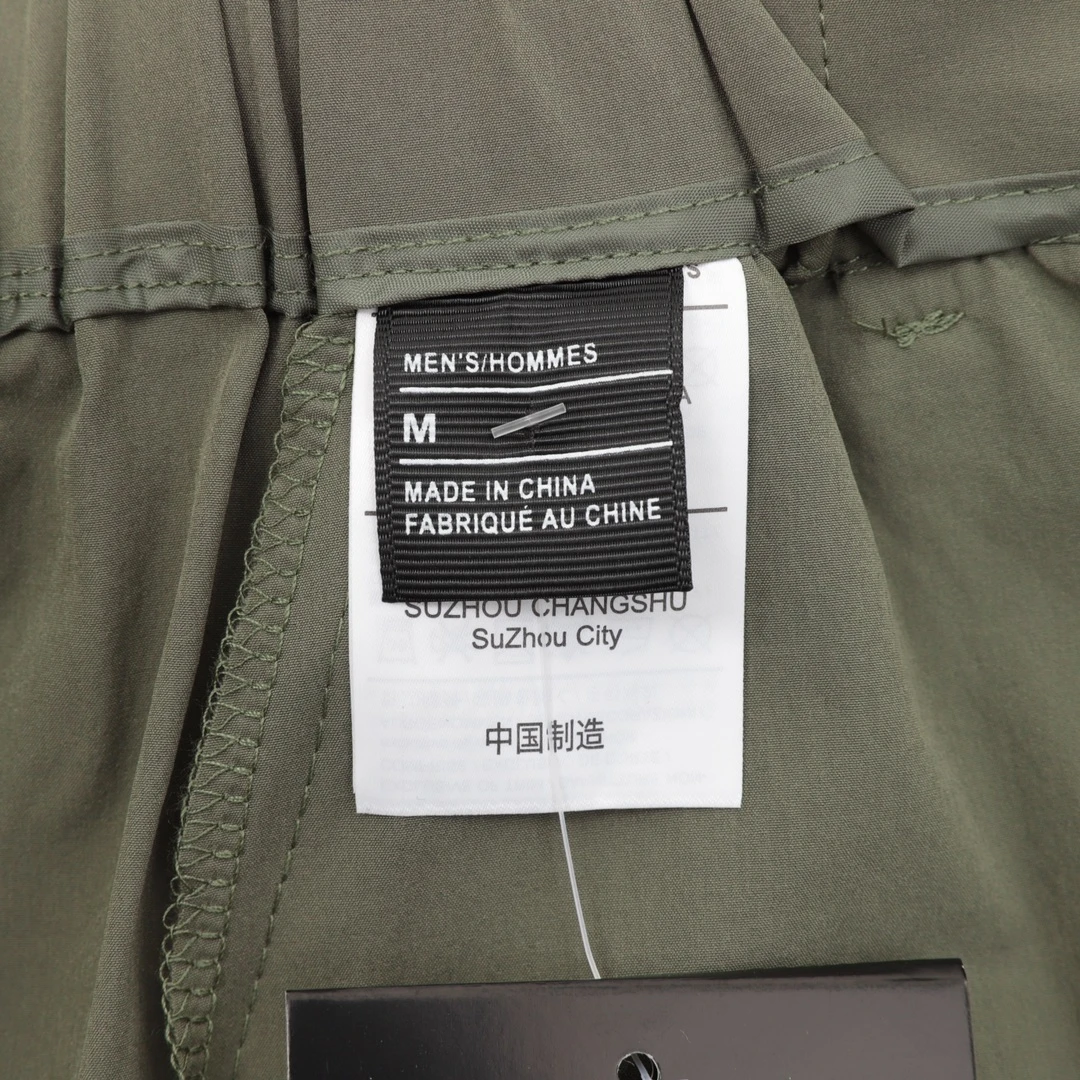 S
A
MEN'S/HOMMES
M
MADE IN CHINA
FABRIQUÉ AU CHINE
SUZHOU CHANGSHU
SuZhou City
中国制造